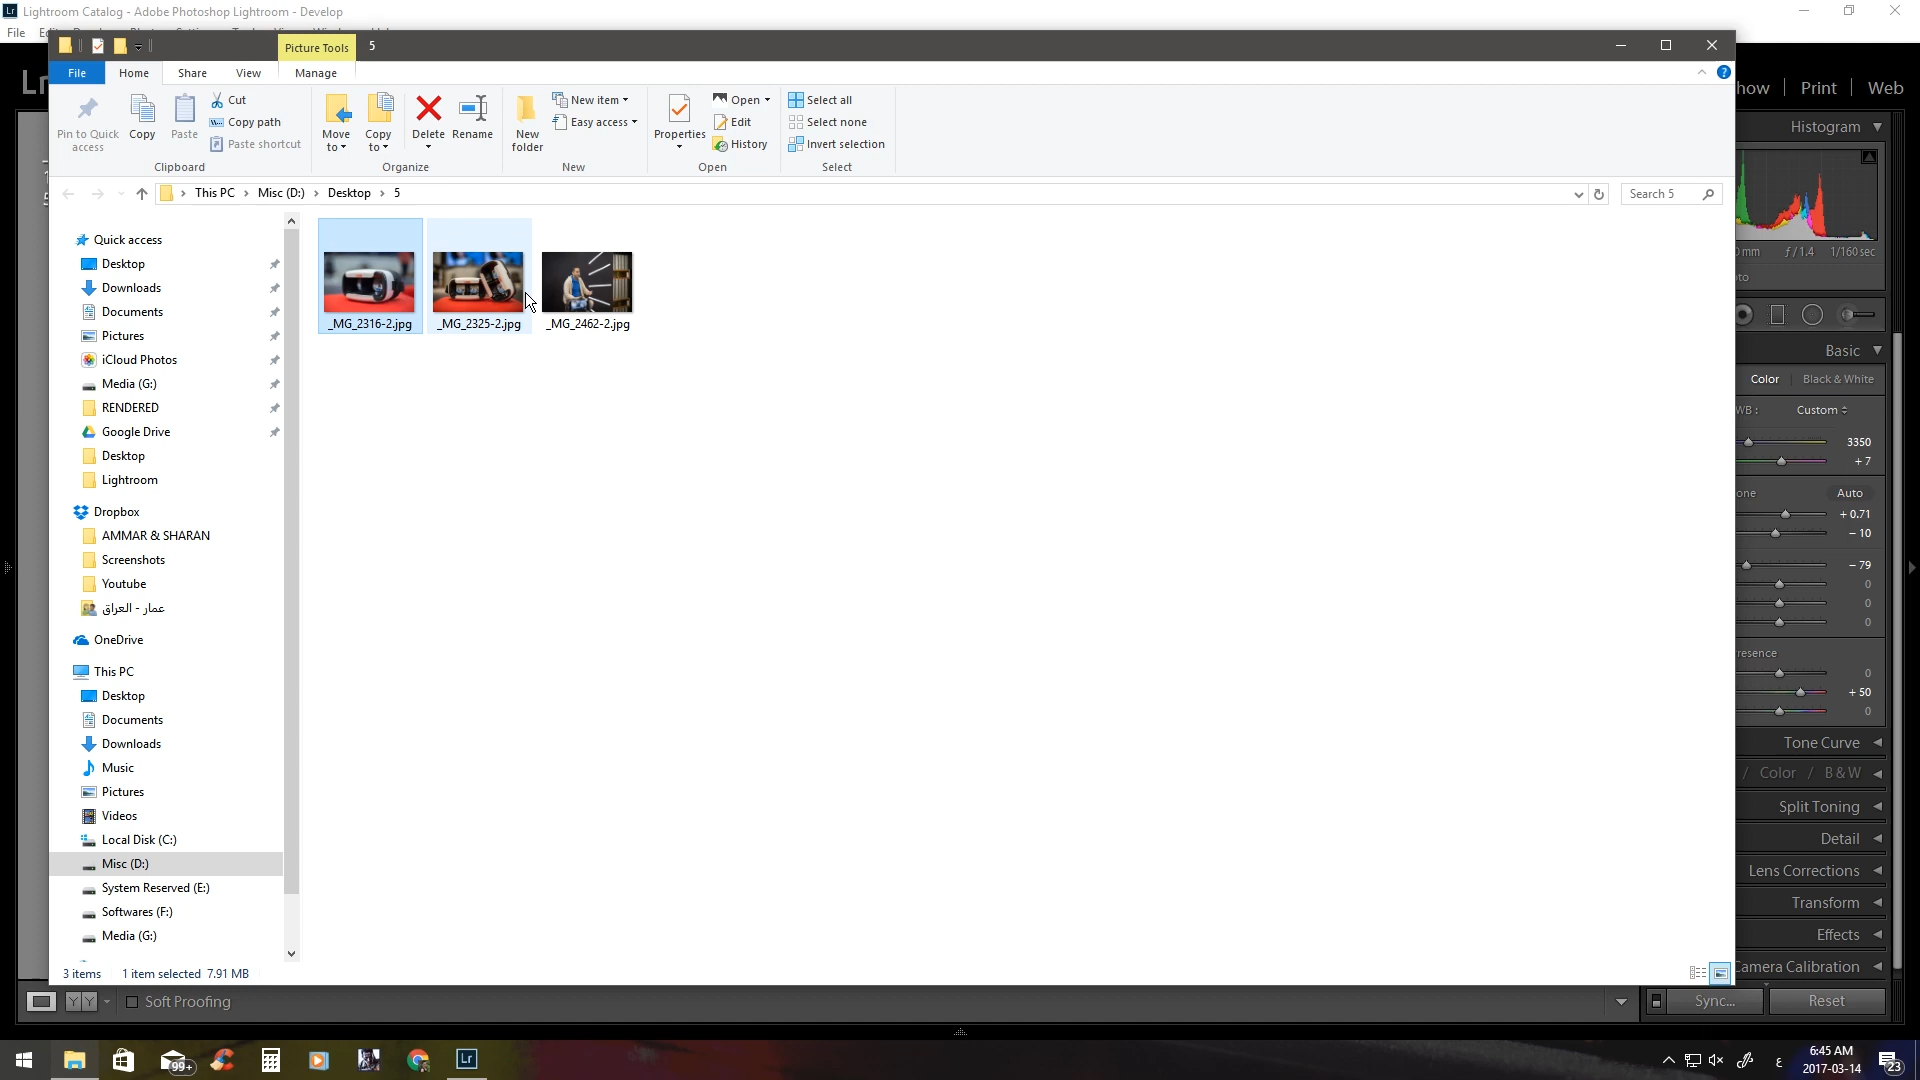 Lightroom Catalog - Adobe Photoshop Lightroom - Develop
File
Picture Tools
5
File Home Share View Manage
Pin to Quick access
Copy
Paste
Cut
Copy path
Paste shortcut
Clipboard
Move to
Copy to
Delete
Rename
Organize
New folder
New item
Easy access
New
Properties
Open
Edit
History
Open
Select all
Select none
Invert selection
Select
This PC > Misc (D:) > Desktop > 5
Search 5
Quick access
Desktop
Downloads
Documents
Pictures
iCloud Photos
Media (G:)
RENDERED
Google Drive
Desktop
Lightroom
Dropbox
AMMAR & SHARAN
Screenshots
Youtube
عمار - العراق
OneDrive
This PC
Desktop
Documents
Downloads
Music
Pictures
Videos
Local Disk (C:)
Misc (D:)
System Reserved (E:)
Softwares (F:)
Media (G:)
_MG_2316-2.jpg
_MG_2325-2.jpg
_MG_2462-2.jpg
3 items 1 item selected 7.91 MB
how | Print | Web
Histogram
0mm f/1.4 1/160 sec
oto
Basic
Color Black & White
WB : Custom
3350
+ 7
one Auto
+ 0.71
- 10
- 79
0
0
0
resence
0
+ 50
0
Tone Curve
/ Color / B & W
Split Toning
Detail
Lens Corrections
Transform
Effects
Camera Calibration
Y Y
Soft Proofing
Sync...
Reset
99+
Lr
ع
6:45 AM
2017-03-14
23